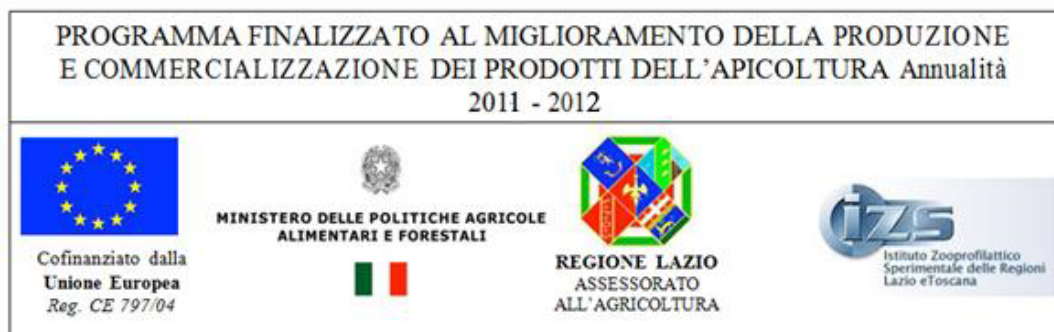 PROGRAMMA FINALIZZATO AL MIGLIORAMENTO DELLA PRODUZIONE
E COMMERCIALIZZAZIONE DEI PRODOTTI DELL'APICOLTURA Annualità
2011 - 2012
Cofinanziato dalla
Unione Europea
Reg. CE 797/04
MINISTERO DELLE POLITICHE AGRICOLE
ALIMENTARI E FORESTALI
REGIONE LAZIO
ASSESSORATO
ALL'AGRICOLTURA
izs
Istituto Zooprofilattico
Sperimentale delle Regioni
Lazio eToscana